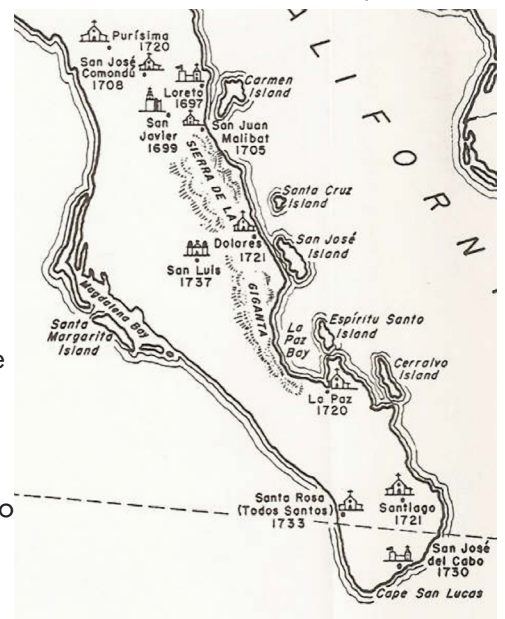 ALIFORN
Purísima
1720
San José
Comondú
1708
Loreto
1697
Carmen
Island
San
Javier
1699
San Juan
Malibat
1705
SIERRA DE LA
GIGANTA
Santa Cruz
Island
Dolores
1721
San José
Island
San Luis
1737
Magdalena Bay
Santa
Margarita
Island
La
Paz
Bay
Espíritu Santo
Island
Cerralvo
Island
La Paz
1720
Santa Rosa
(Todos Santos)
1733
Santiago
1721
San José
del Cabo
1730
Cape San Lucas
e
o